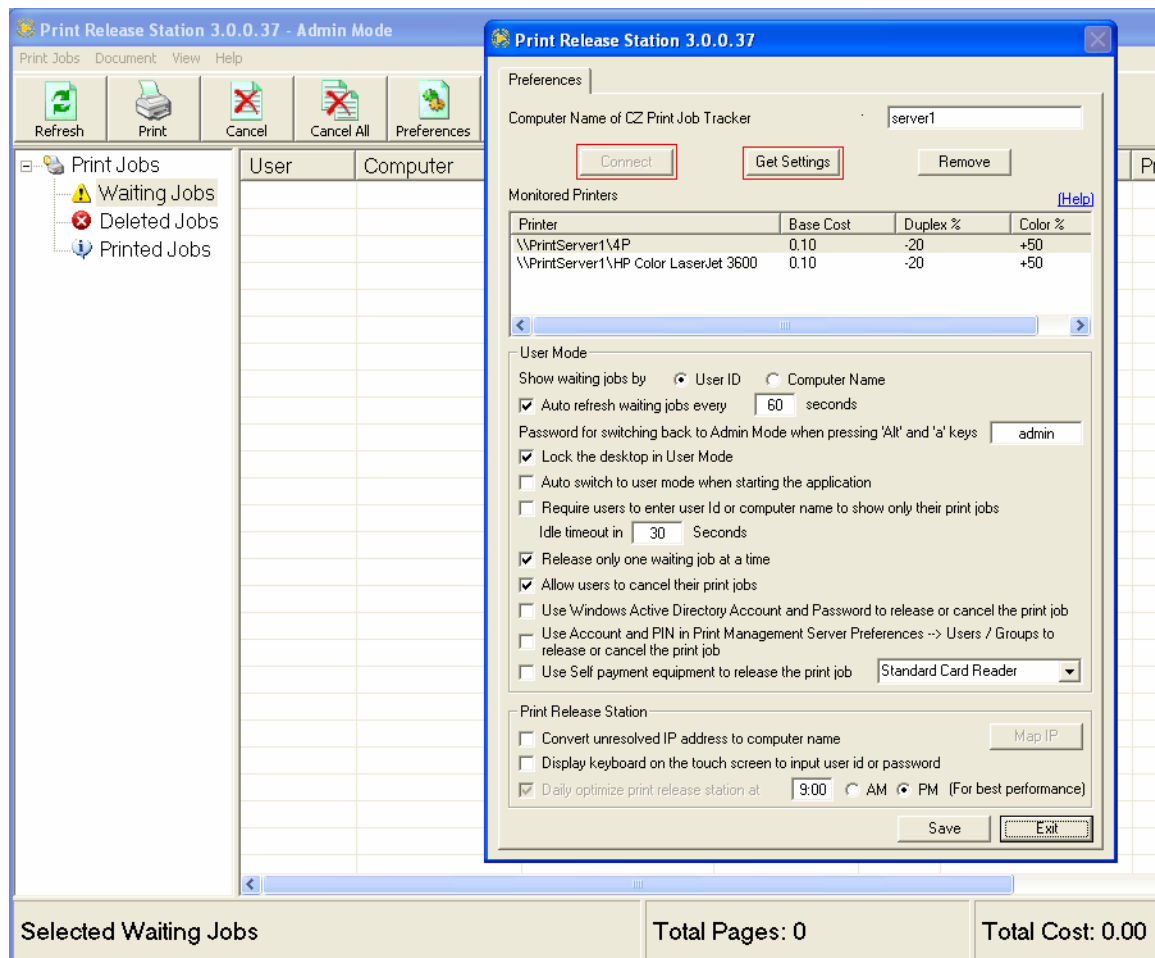 Print Release Station 3.0.0.37 - Admin Mode
Print Jobs Document View Help
Refresh Print Cancel Cancel All Preferences
Print Jobs
Waiting Jobs
Deleted Jobs
Printed Jobs
User Computer
Print Release Station 3.0.0.37
Preferences
Computer Name of CZ Print Job Tracker server1
Connect Get Settings Remove
Monitored Printers (Help)
Printer Base Cost Duplex % Color %
\\PrintServer1\4P 0.10 -20 +50
\\PrintServer1\HP Color LaserJet 3600 0.10 -20 +50
User Mode
Show waiting jobs by User ID Computer Name
Auto refresh waiting jobs every 60 seconds
Password for switching back to Admin Mode when pressing 'Alt' and 'a' keys admin
Lock the desktop in User Mode
Auto switch to user mode when starting the application
Require users to enter user Id or computer name to show only their print jobs
Idle timeout in 30 Seconds
Release only one waiting job at a time
Allow users to cancel their print jobs
Use Windows Active Directory Account and Password to release or cancel the print job
Use Account and PIN in Print Management Server Preferences --> Users / Groups to
release or cancel the print job
Use Self payment equipment to release the print job Standard Card Reader
Print Release Station
Convert unresolved IP address to computer name Map IP
Display keyboard on the touch screen to input user id or password
Daily optimize print release station at 9:00 AM PM (For best performance)
Save Exit
Selected Waiting Jobs Total Pages: 0 Total Cost: 0.00